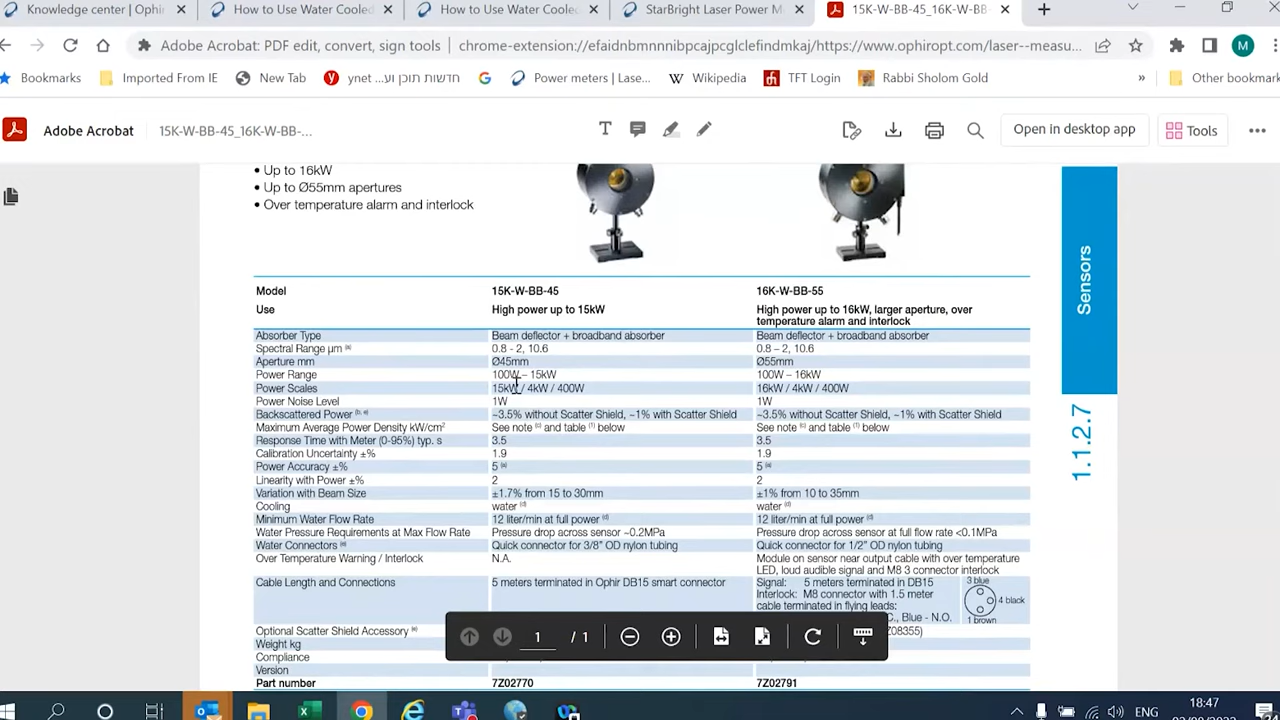 Knowledge center | Ophir
How to Use Water Cooled
How to Use Water Cooled
StarBright Laser Power M
15K-W-BB-45_16K-W-BB-
Adobe Acrobat: PDF edit, convert, sign tools | chrome-extension://efaidnbmnnnibpcajpcglclefindmkaj/https://www.ophiropt.com/laser--measu...
M
Bookmarks
Imported From IE
New Tab
ynet ...חדשות תוכן וע
Power meters | Lase...
Wikipedia
TFT Login
Rabbi Sholom Gold
»
Other bookmark
Adobe Acrobat
15K-W-BB-45_16K-W-BB-...
Open in desktop app
Tools
• Up to 16kW
• Up to Ø55mm apertures
• Over temperature alarm and interlock
Sensors
1.1.2.7
Model 15K-W-BB-45 16K-W-BB-55
Use High power up to 15kW High power up to 16kW, larger aperture, over
temperature alarm and interlock
Absorber Type Beam deflector + broadband absorber Beam deflector + broadband absorber
Spectral Range µm (a) 0.8 - 2, 10.6 0.8 - 2, 10.6
Aperture mm Ø45mm Ø55mm
Power Range 100W – 15kW 100W – 16kW
Power Scales 15kW / 4kW / 400W 16kW / 4kW / 400W
Power Noise Level 1W 1W
Backscattered Power (b, e) ~3.5% without Scatter Shield, ~1% with Scatter Shield ~3.5% without Scatter Shield, ~1% with Scatter Shield
Maximum Average Power Density kW/cm2 See note (c) and table (1) below See note (c) and table (1) below
Response Time with Meter (0-95%) typ. s 3.5 3.5
Calibration Uncertainty ±% 1.9 1.9
Power Accuracy ±% 5 (a) 5 (a)
Linearity with Power ±% 2 2
Variation with Beam Size ±1.7% from 15 to 30mm ±1% from 10 to 35mm
Cooling water (d) water (d)
Minimum Water Flow Rate 12 liter/min at full power (d) 12 liter/min at full power (d)
Water Pressure Requirements at Max Flow Rate Pressure drop across sensor ~0.2MPa Pressure drop across sensor at full flow rate <0.1MPa
Water Connectors (e) Quick connector for 3/8" OD nylon tubing Quick connector for 1/2" OD nylon tubing
Over Temperature Warning / Interlock N.A. Module on sensor near output cable with over temperature
LED, loud audible signal and M8 3 connector interlock
Cable Length and Connections 5 meters terminated in Ophir DB15 smart connector Signal: 5 meters terminated in DB15
Interlock: M8 connector with 1.5 meter
cable terminated in flying leads:
C., Blue - N.O.
3 blue
4 black
1 brown
Optional Scatter Shield Accessory (e) Z08355)
Weight kg
Compliance
Version
Part number 7Z02770 7Z02791
1 / 1
ENG
18:47